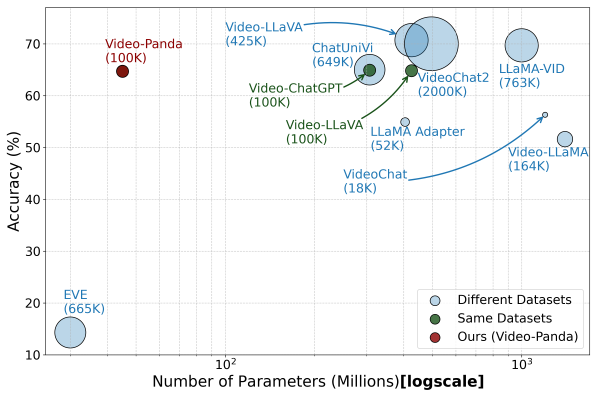 Video-LLaVA
(425K)
Video-Panda
(100K)
ChatUniVi
(649K)
Video-ChatGPT
(100K)
VideoChat2
(2000K)
LLaMA-VID
(763K)
Video-LLaVA
(100K)
LLaMA Adapter
(52K)
Video-LLaMA
(164K)
VideoChat
(18K)
EVE
(665K)
Different Datasets
Same Datasets
Ours (Video-Panda)
70
60
50
40
30
20
10
Accuracy (%)
10²
10³
Number of Parameters (Millions)[logscale]